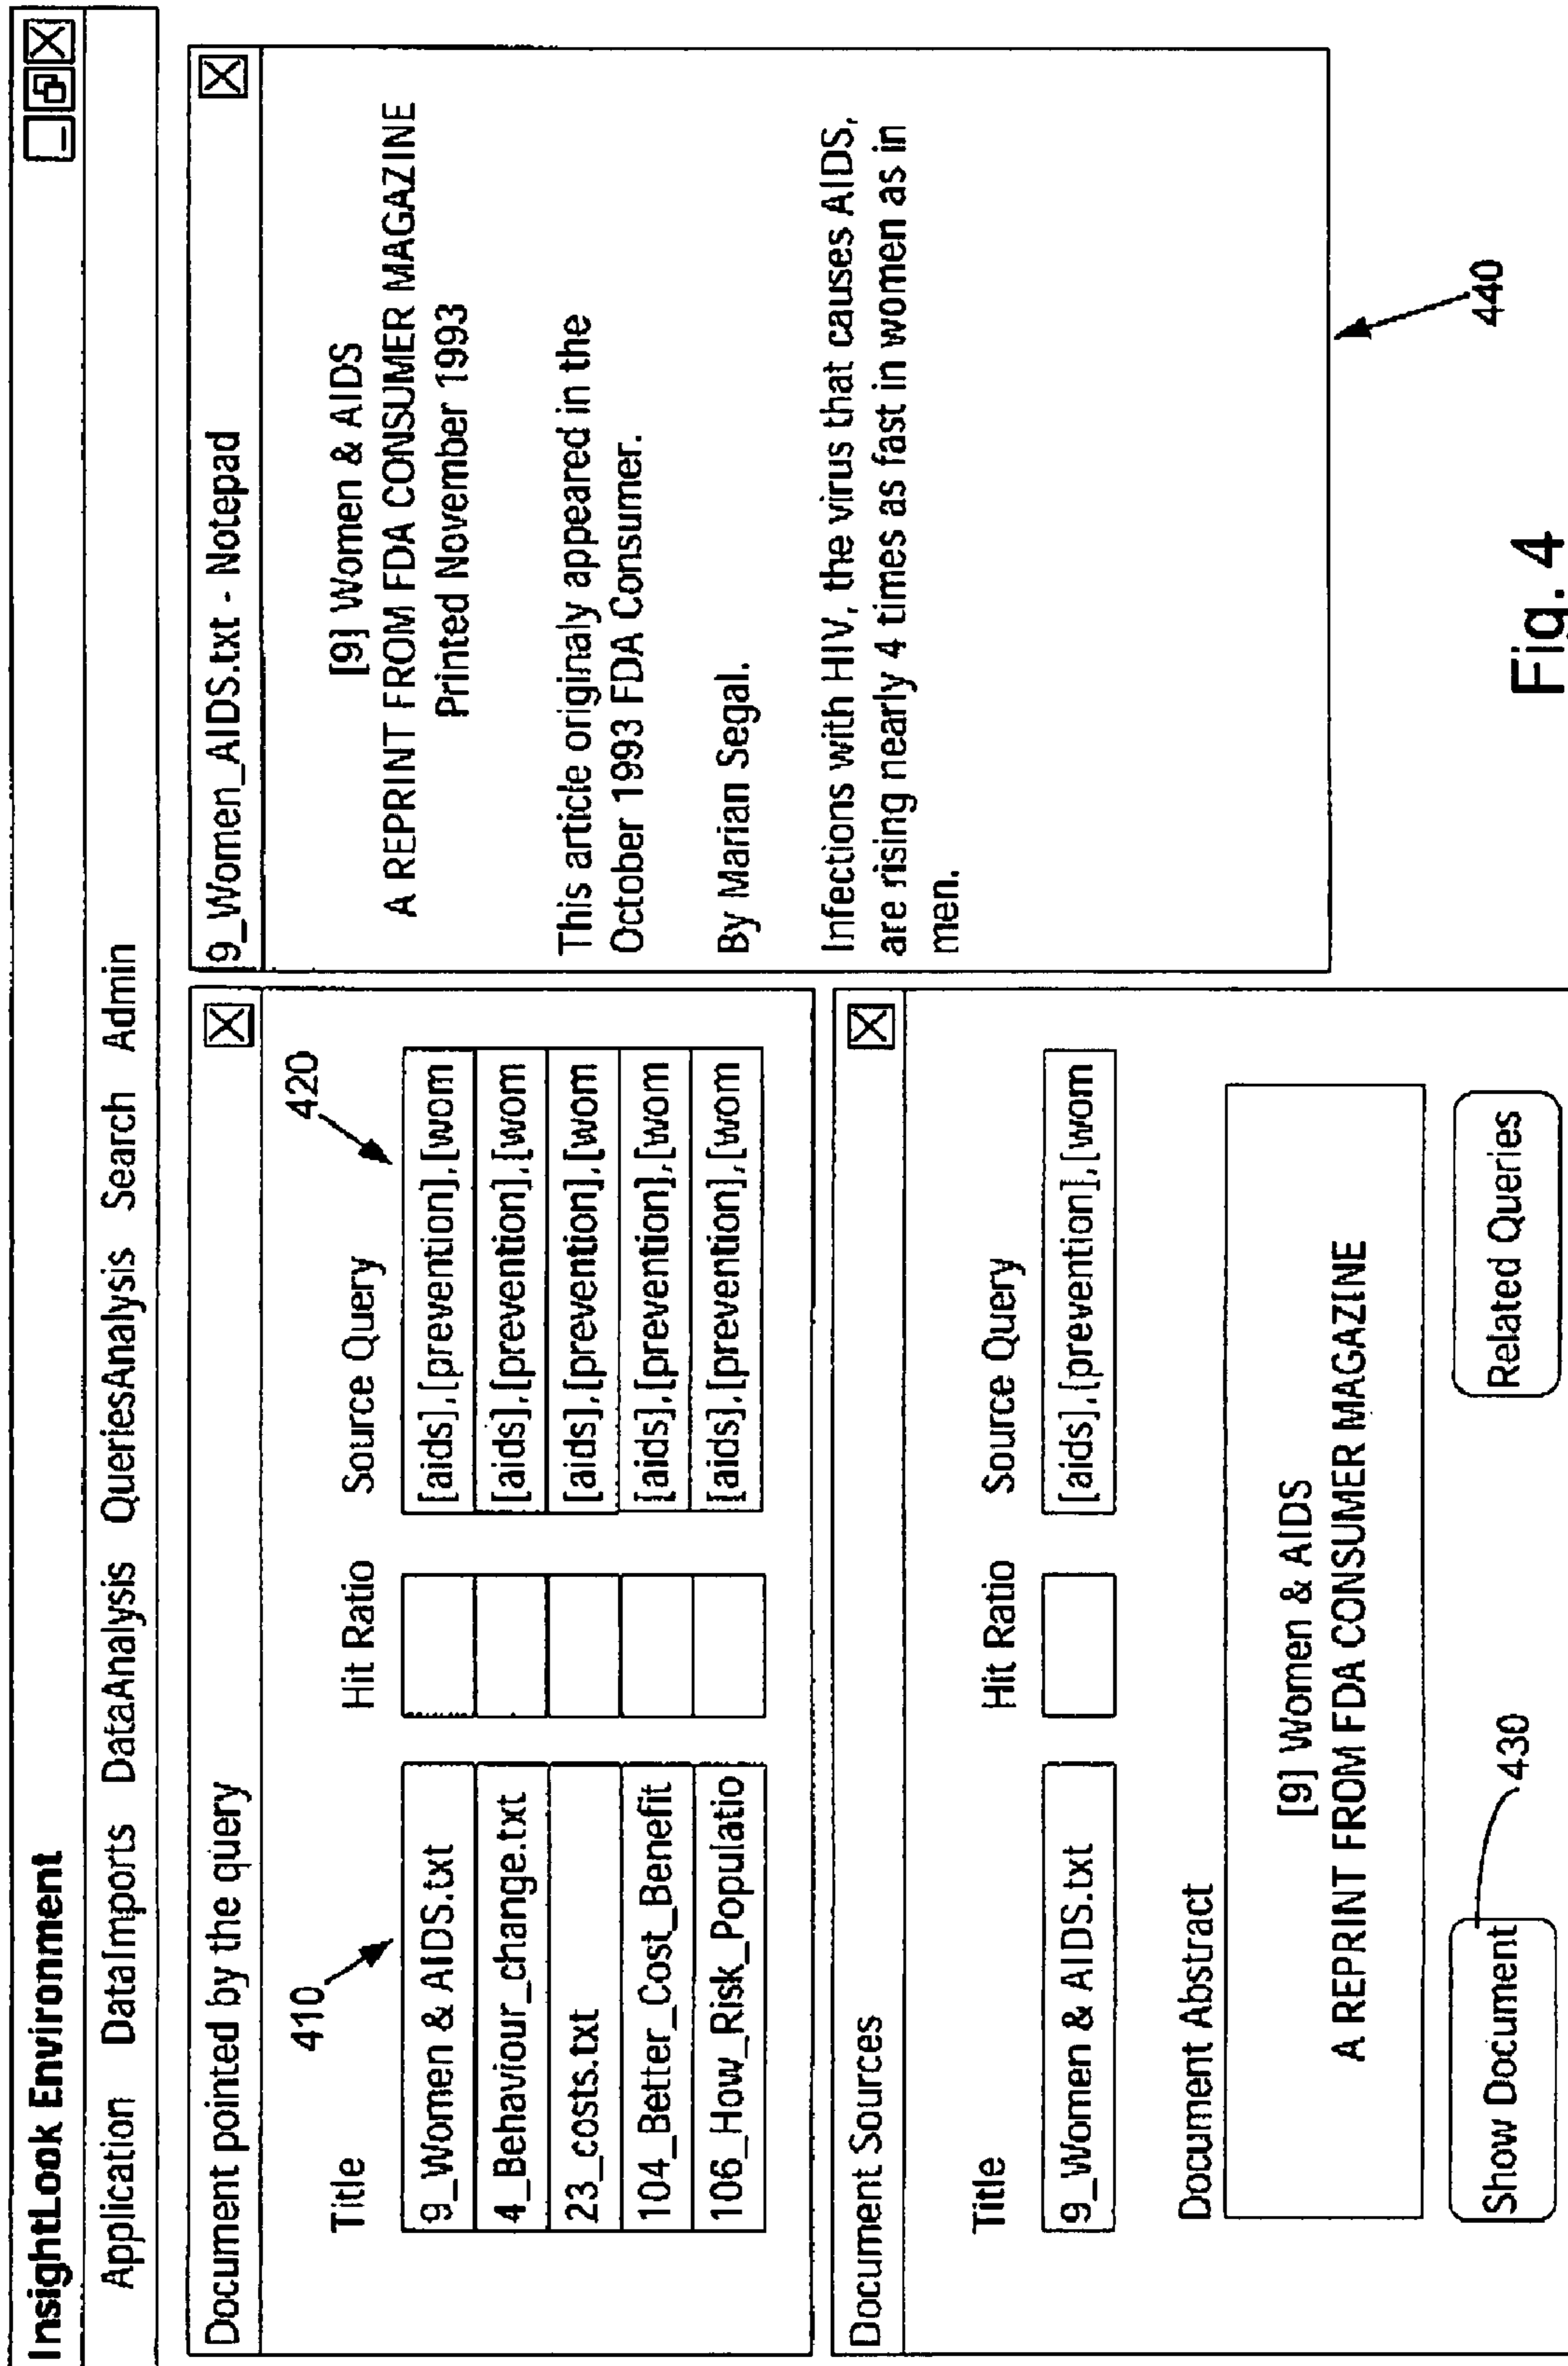 InsightLook Environment
Application DataImports DataAnalysis QueriesAnalysis Search Admin
Document pointed by the query
410
420
Title Hit Ratio Source Query
9_Women & AIDS.txt [aids],[prevention],[wom
4_Behaviour_change.txt [aids],[prevention],[wom
23_costs.txt [aids],[prevention],[wom
104_Better_Cost_Benefit [aids],[prevention],[wom
106_How_Risk_Populatio [aids],[prevention],[wom
Document Sources
Title Hit Ratio Source Query
9_Women & AIDS.txt [aids],[prevention],[wom
Document Abstract
[9] Women & AIDS
A REPRINT FROM FDA CONSUMER MAGAZINE
Show Document
430
Related Queries
9_Women_AIDS.txt - Notepad
[9] Women & AIDS
A REPRINT FROM FDA CONSUMER MAGAZINE
Printed November 1993
This article originaly appeared in the
October 1993 FDA Consumer.
By Marian Segal.
Infections with HIV, the virus that causes AIDS,
are rising nearly 4 times as fast in women as in
men.
440
Fig. 4